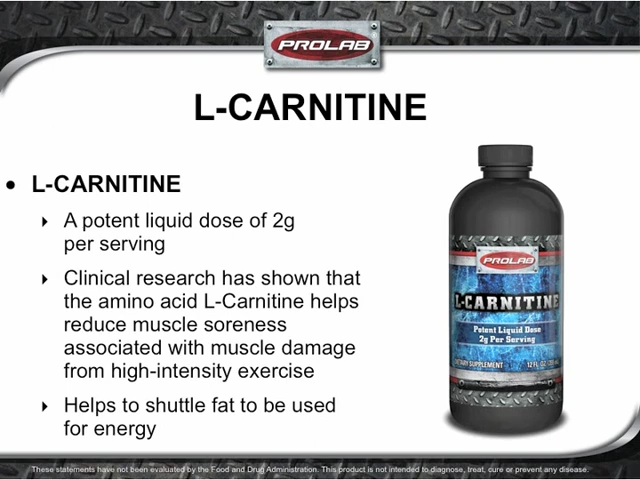 PROLAB
L-CARNITINE
• L-CARNITINE
A potent liquid dose of 2g
per serving
Clinical research has shown that
the amino acid L-Carnitine helps
reduce muscle soreness
associated with muscle damage
from high-intensity exercise
Helps to shuttle fat to be used
for energy
PROLAB
L-CARNITINE
Potent Liquid Dose
2g Per Serving
DIETARY SUPPLEMENT 12 FL OZ
These statements have not been evaluated by the Food and Drug Administration. This product is not intended to diagnose, treat, cure or prevent any disease.